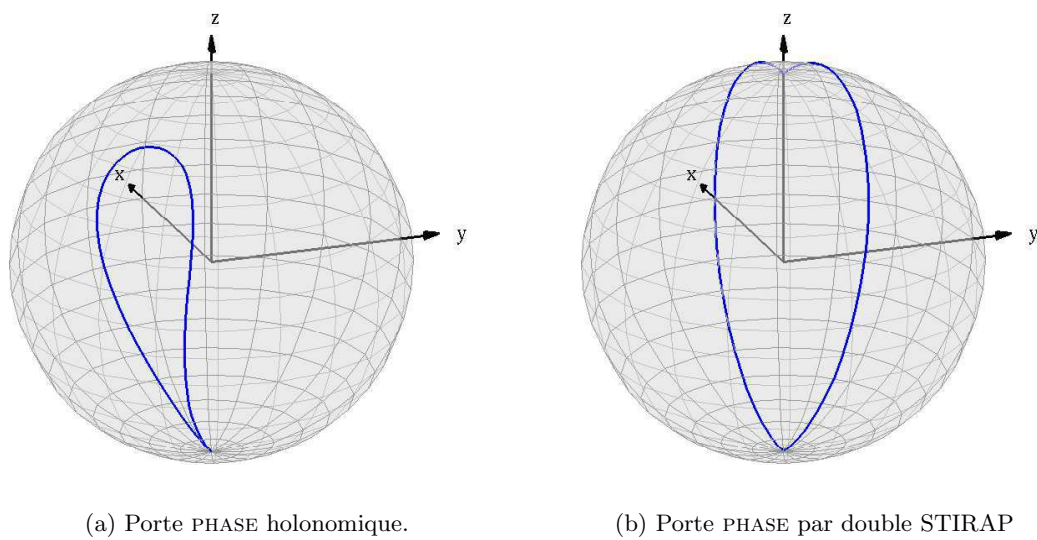 z
x
y
z
x
y
(a) Porte PHASE holonomique.
(b) Porte PHASE par double STIRAP